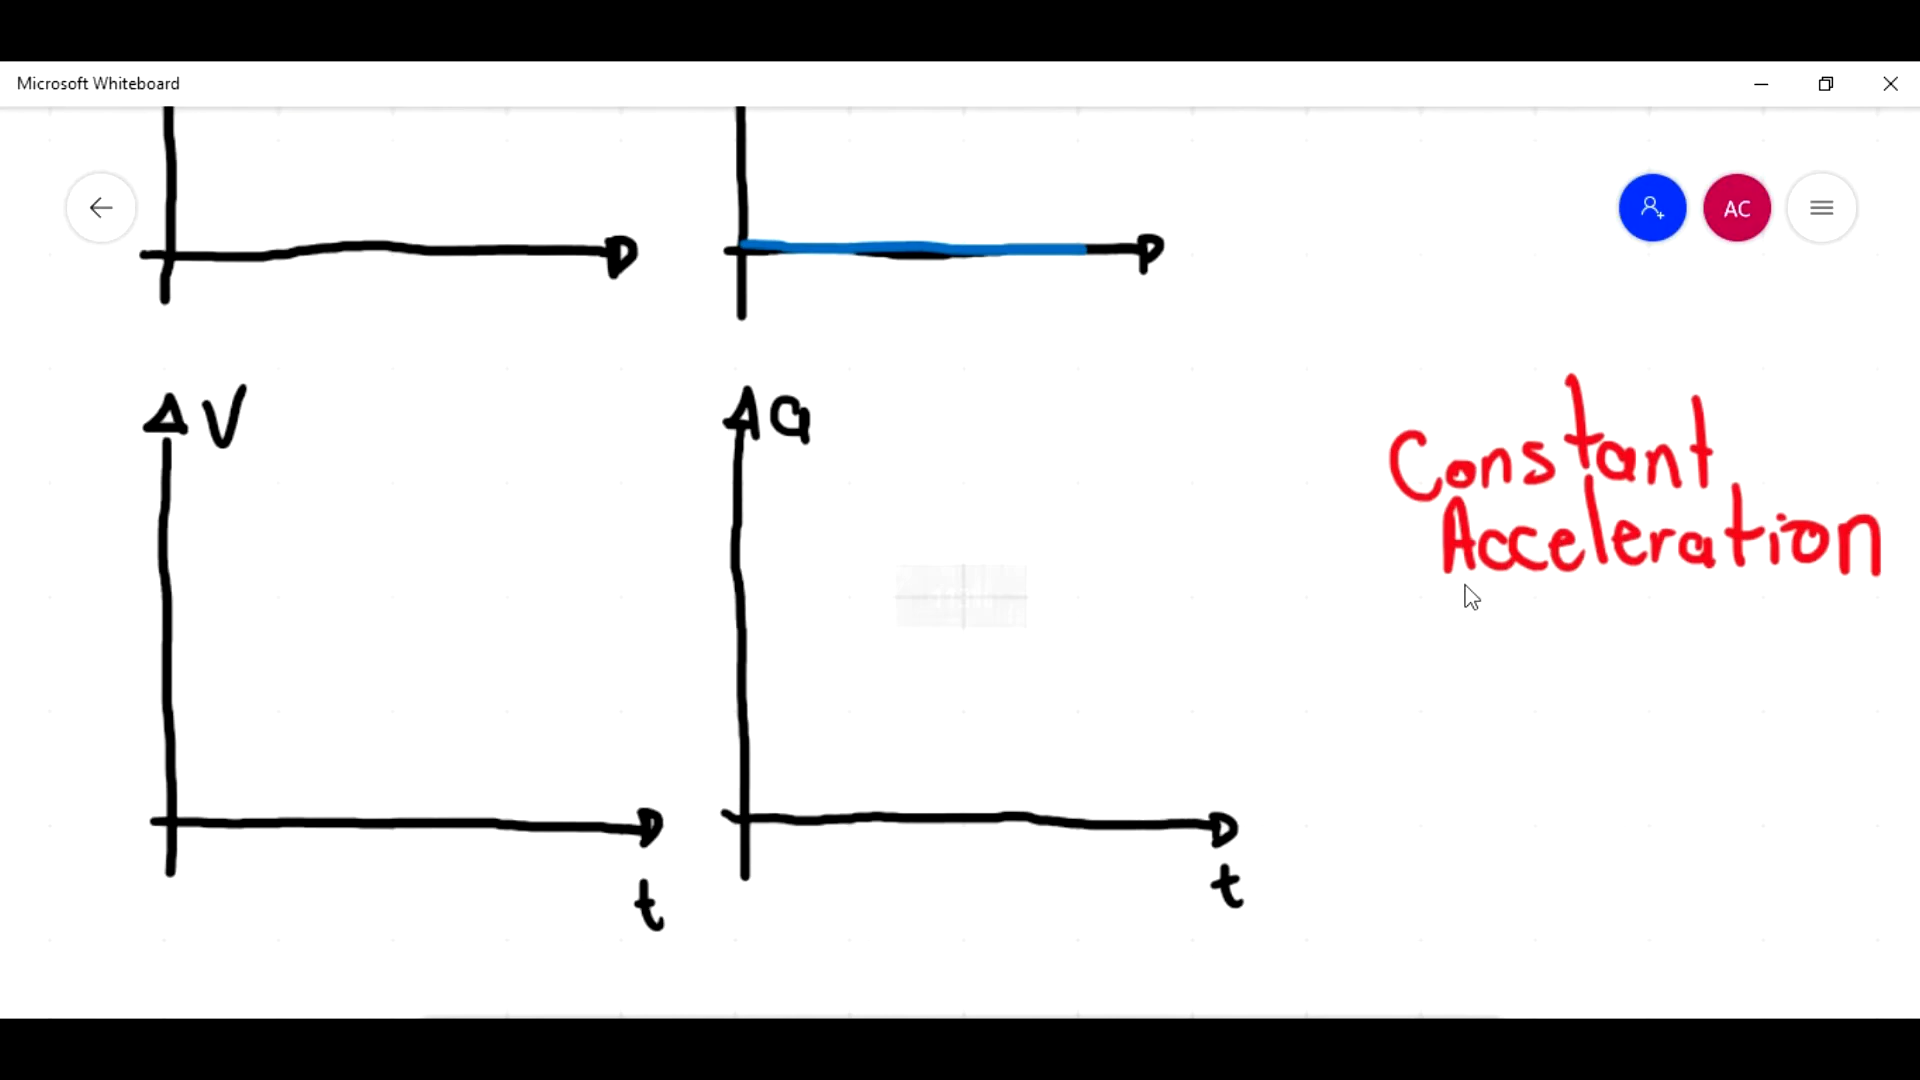 Microsoft Whiteboard
AC
V
a
Constant
Acceleration
t
t